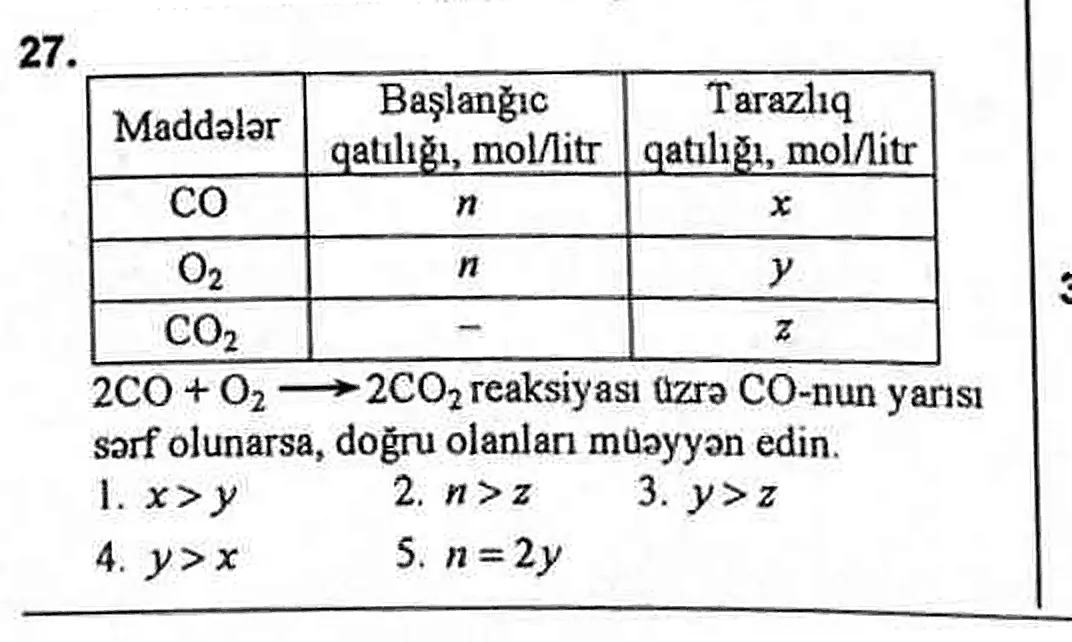 27.
Maddələr Başlanğıc qatılığı, mol/litr Tarazlıq qatılığı, mol/litr
CO n x
O₂ n y
CO₂ – z
2CO + O₂ ⟶ 2CO₂ reaksiyası üzrə CO-nun yarısı
sərf olunarsa, doğru olanları müəyyən edin.
1. x > y 2. n > z 3. y > z
4. y > x 5. n = 2y